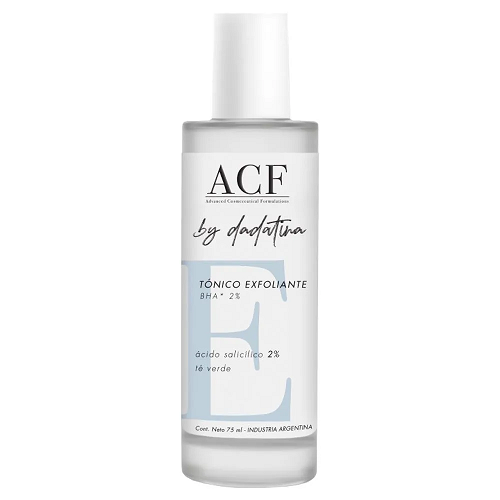 ACF
Advanced Cosmeceutical Formulations
by dadatina
E
TÓNICO EXFOLIANTE
BHA* 2%
ácido salicílico 2%
té verde
Cont. Neto 75 ml - INDUSTRIA ARGENTINA